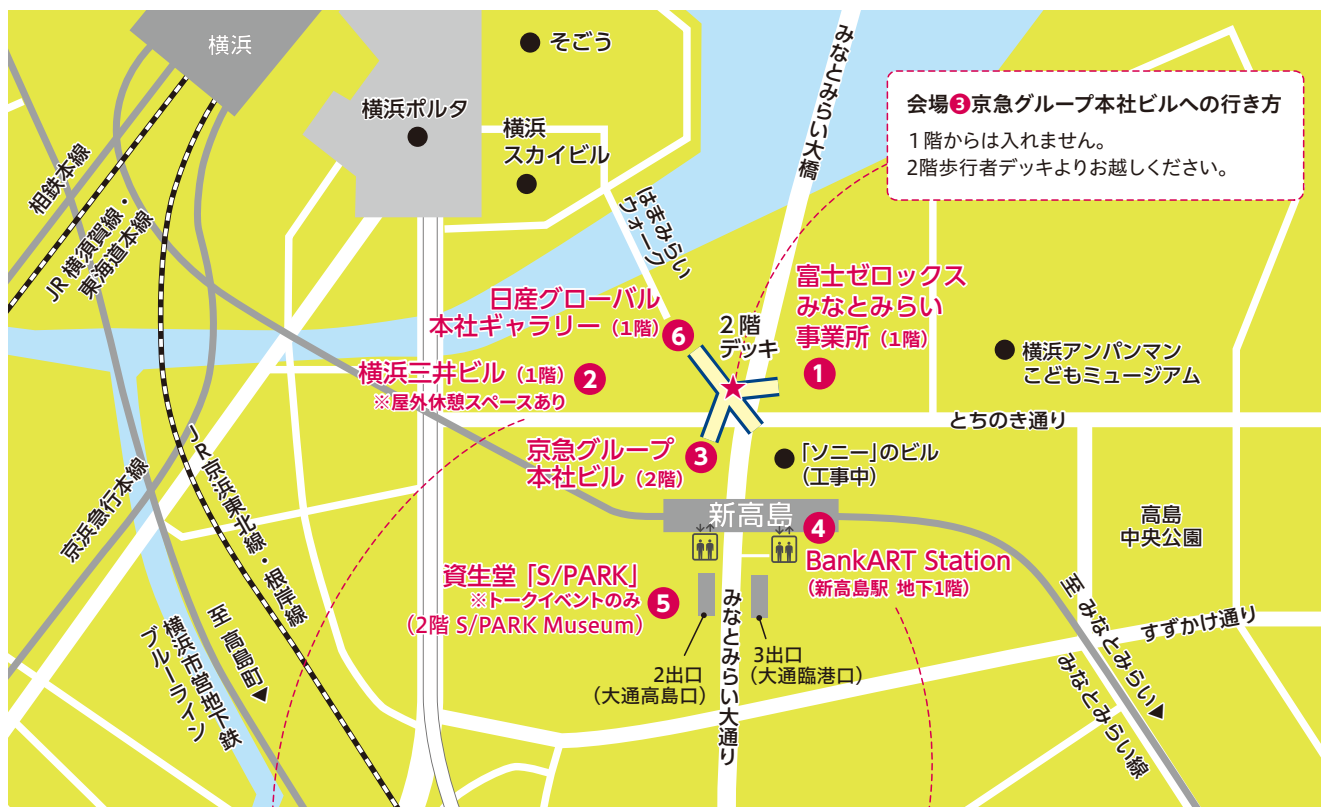 横浜
そごう
横浜ポルタ
横浜
スカイビル
みなとみらい大橋
会場❸京急グループ本社ビルへの行き方
1階からは入れません。
2階歩行者デッキよりお越しください。
相鉄本線
JR 横須賀線・
東海道本線
はまみらい
ウォーク
日産グローバル
本社ギャラリー（1階）
6
2階
デッキ
富士ゼロックス
みなとみらい
事業所（1階）
1
横浜アンパンマン
こどもミュージアム
横浜三井ビル（1階）
※屋外休憩スペースあり
2
とちのき通り
京急グループ
本社ビル（2階）
3
「ソニー」のビル
（工事中）
JR京浜東北線・根岸線
京浜急行本線
新高島
4
BankART Station
（新高島駅 地下1階）
高島
中央公園
資生堂「S/PARK」
※トークイベントのみ
（2階 S/PARK Museum）
5
2出口
（大通高島口）
3出口
（大通臨港口）
みなとみらい大通り
すずかけ通り
至 みなとみらい▶
みなとみらい線
至 高島町▶
横浜市営地下鉄
ブルーライン